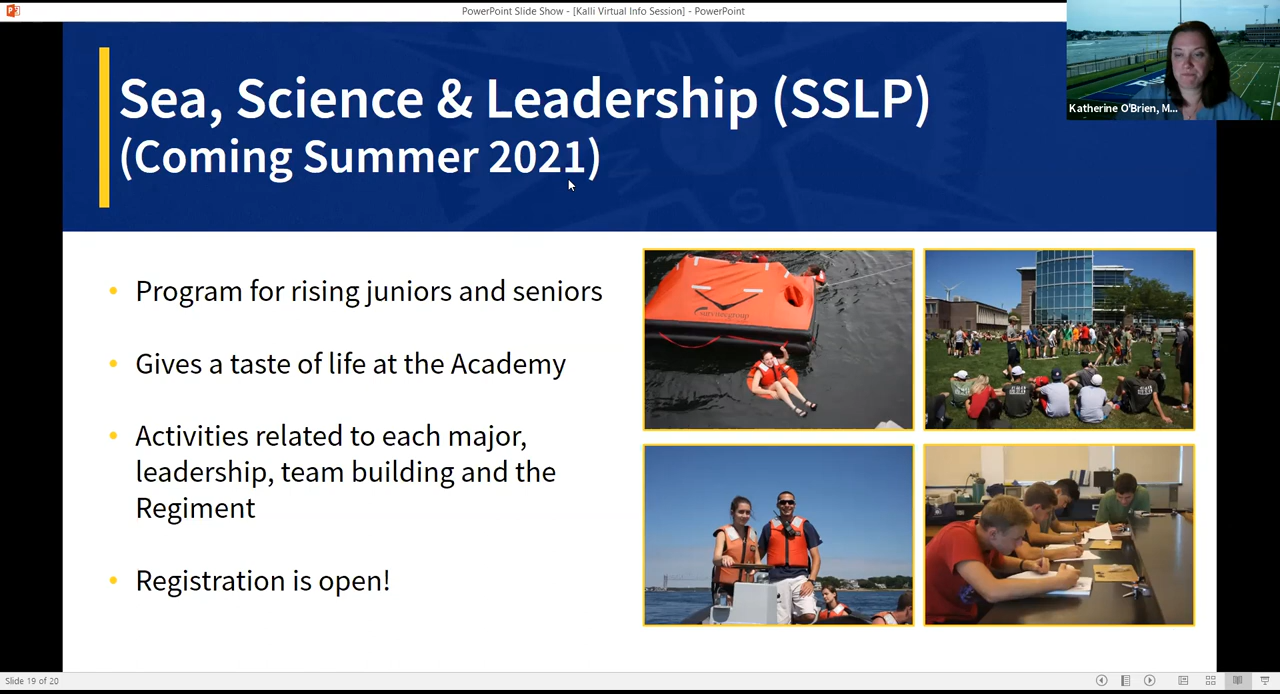 PowerPoint Slide Show - [Kalli Virtual Info Session] - PowerPoint
Katherine O'Brien, M...
Sea, Science & Leadership (SSLP)
(Coming Summer 2021)
N
S
• Program for rising juniors and seniors
• Gives a taste of life at the Academy
• Activities related to each major,
leadership, team building and the
Regiment
• Registration is open!
survitecgroup
Slide 19 of 20